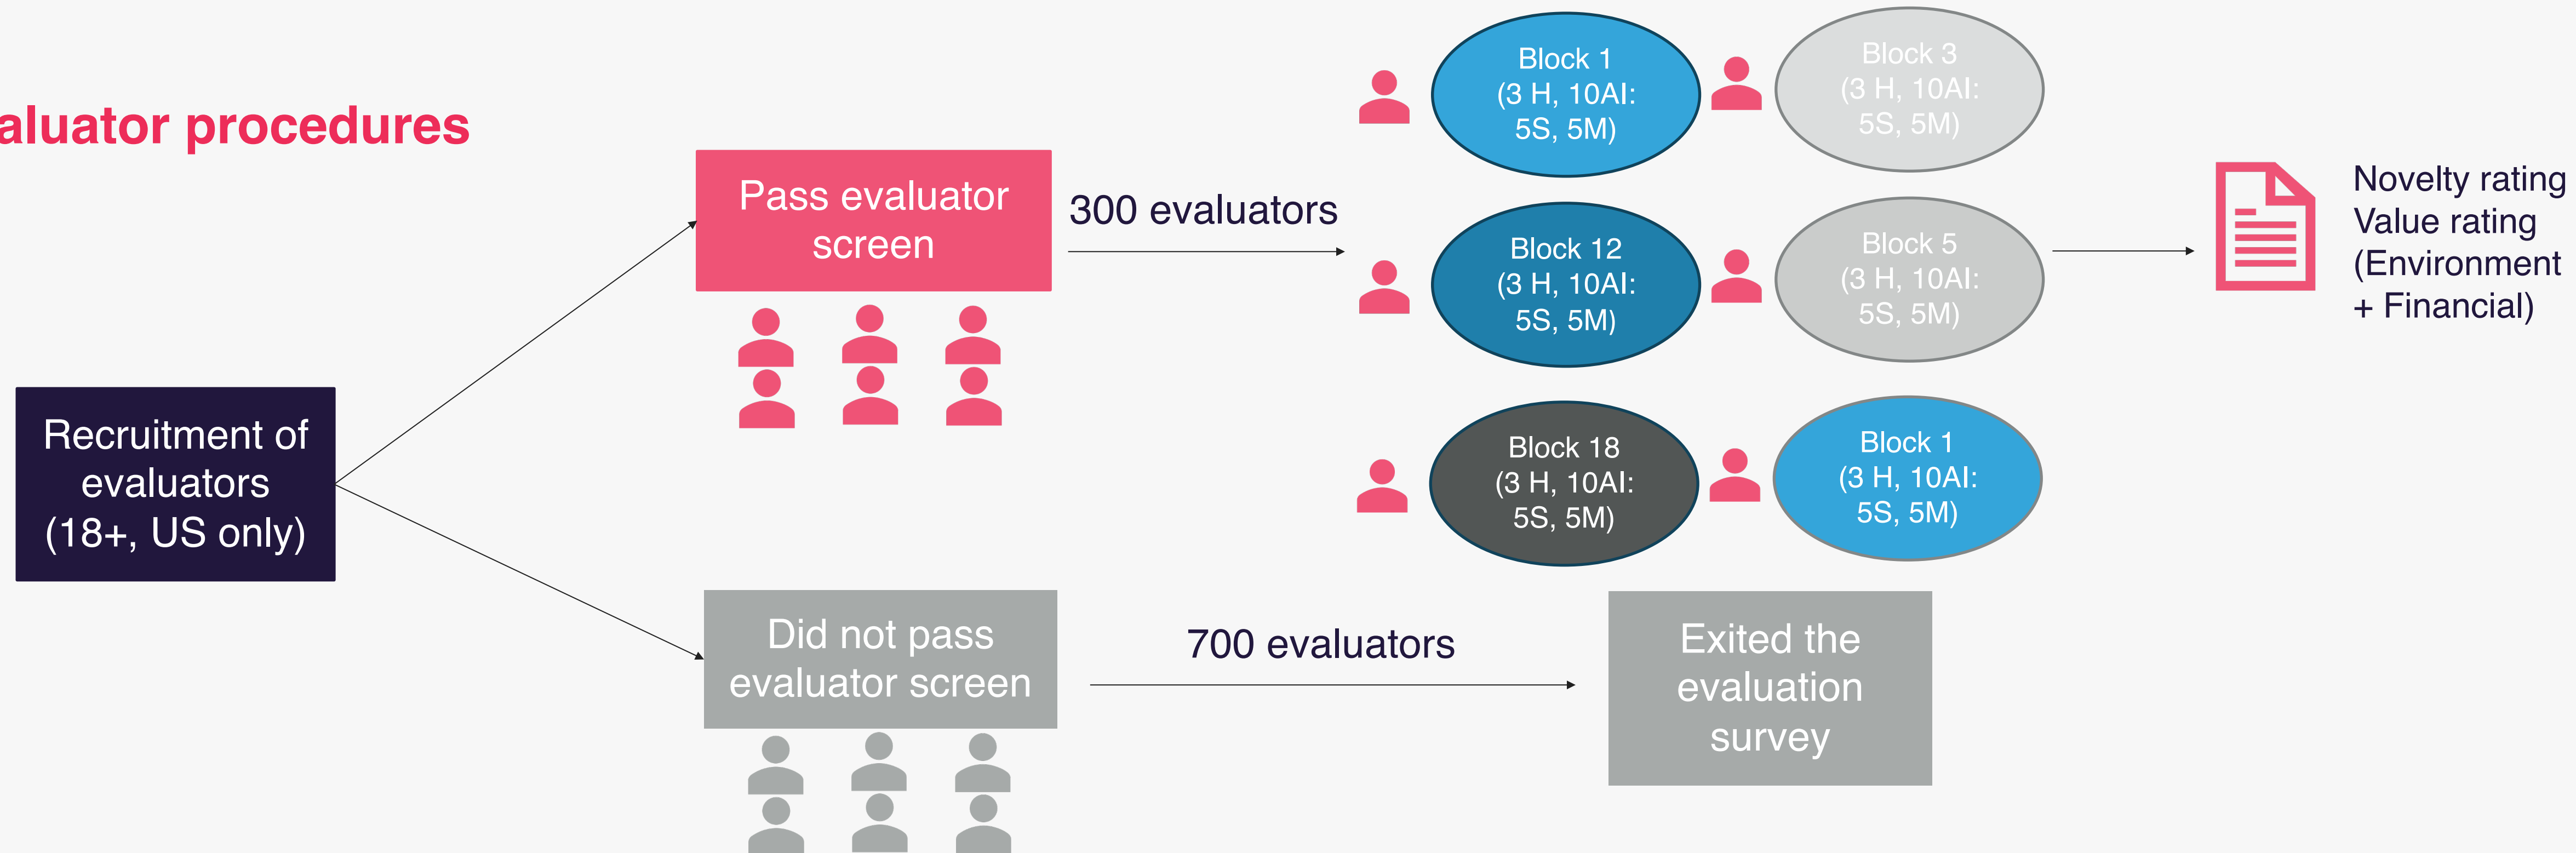 aluator procedures
Recruitment of
evaluators
(18+, US only)
Pass evaluator
screen
300 evaluators
Block 1
(3 H, 10AI:
5S, 5M)
Block 3
(3 H, 10AI:
5S, 5M)
Block 12
(3 H, 10AI:
5S, 5M)
Block 5
(3 H, 10AI:
5S, 5M)
Block 18
(3 H, 10AI:
5S, 5M)
Block 1
(3 H, 10AI:
5S, 5M)
Novelty rating
Value rating
(Environment
+ Financial)
Did not pass
evaluator screen
700 evaluators
Exited the
evaluation
survey